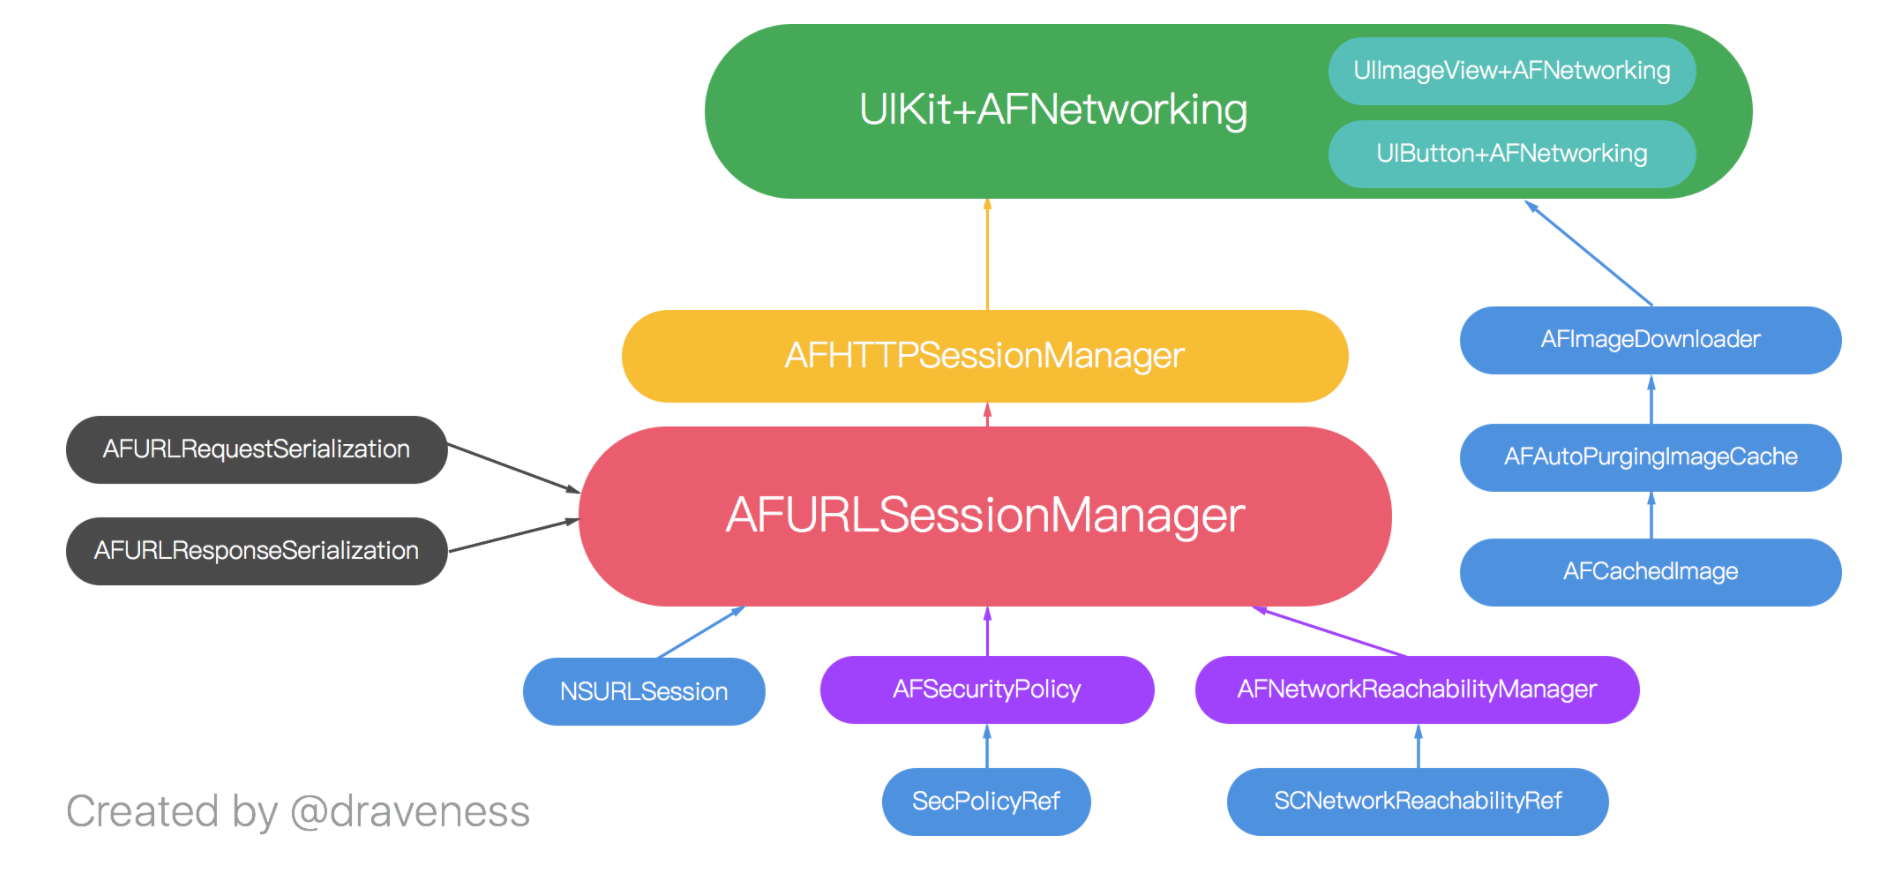 UIKit+AFNetworking
UIImageView+AFNetworking
UIButton+AFNetworking
AFHTTPSessionManager
AFImageDownloader
AFURLRequestSerialization
AFURLResponseSerialization
AFURLSessionManager
AFAutoPurgingImageCache
AFCachedImage
NSURLSession
AFSecurityPolicy
AFNetworkReachabilityManager
SecPolicyRef
SCNetworkReachabilityRef
Created by @draveness